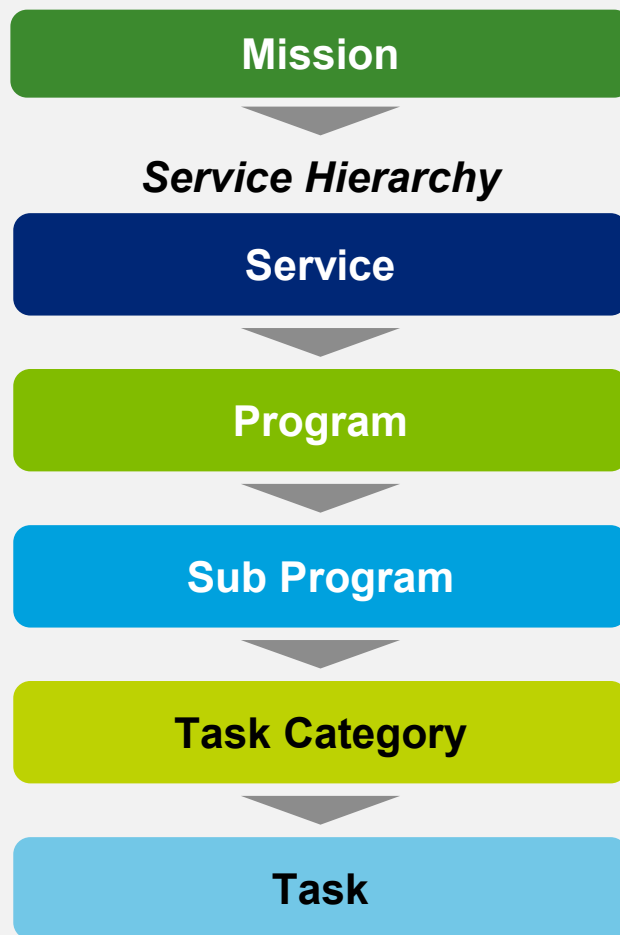 Mission
Service Hierarchy
Service
Program
Sub Program
Task Category
Task